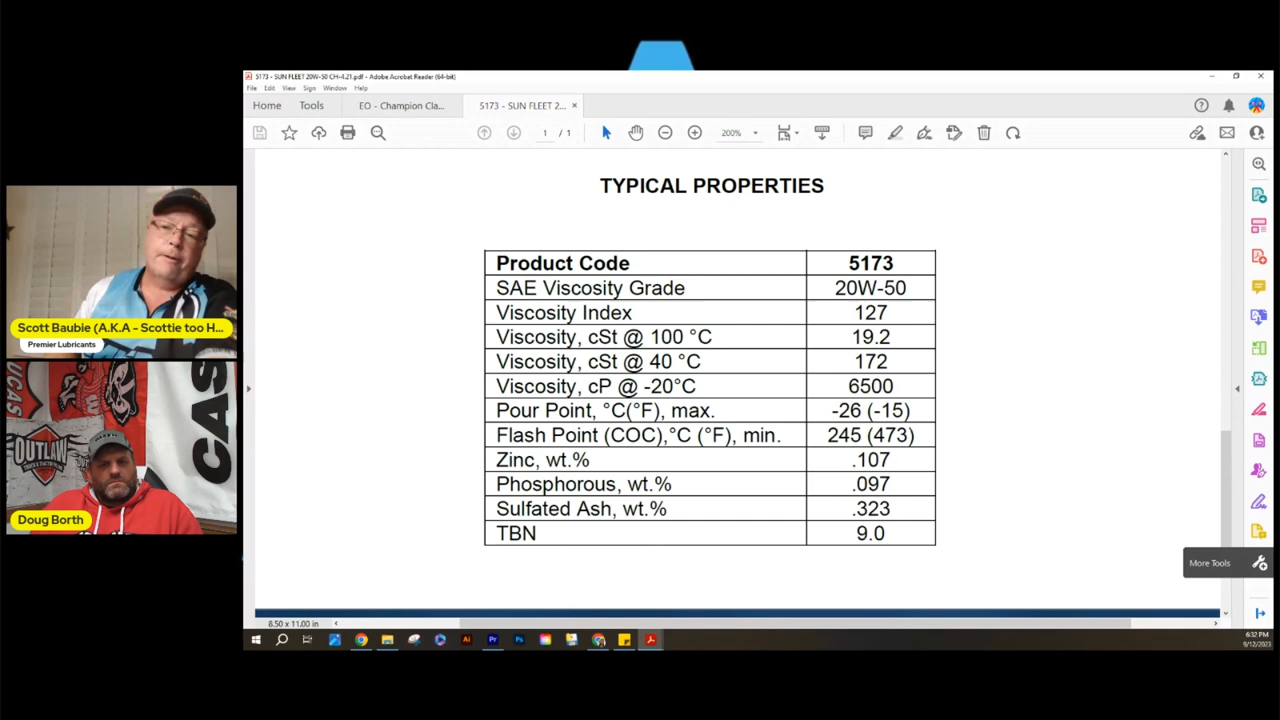 5173 - SUN FLEET 20W-50 CH-4.21.pdf - Adobe Acrobat Reader (64-bit)
File Edit View Sign Window Help
Home Tools EO - Champion Cla... 5173 - SUN FLEET 2... ×
1 / 1 200%
TYPICAL PROPERTIES
Product Code 5173
SAE Viscosity Grade 20W-50
Viscosity Index 127
Viscosity, cSt @ 100 °C 19.2
Viscosity, cSt @ 40 °C 172
Viscosity, cP @ -20°C 6500
Pour Point, °C(°F), max. -26 (-15)
Flash Point (COC),°C (°F), min. 245 (473)
Zinc, wt.% .107
Phosphorous, wt.% .097
Sulfated Ash, wt.% .323
TBN 9.0
More Tools
8.50 x 11.00 in
6:32 PM
9/12/2023
Scott Baubie (A.K.A - Scottie too H...
Premier Lubricants
UCAS
OUTLAW
CAS
Doug Borth